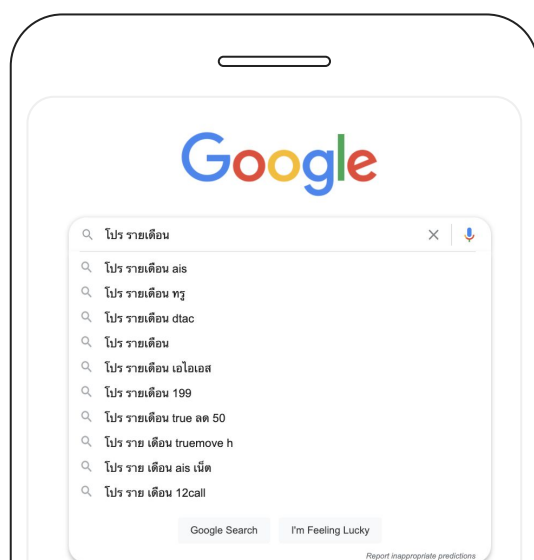 Google
โปร รายเดือน
โปร รายเดือน ais
โปร รายเดือน ทรู
โปร รายเดือน dtac
โปร รายเดือน
โปร รายเดือน เอไอเอส
โปร รายเดือน 199
โปร รายเดือน true ลด 50
โปร ราย เดือน truemove h
โปร ราย เดือน ais เน็ต
โปร ราย เดือน 12call
Google Search I'm Feeling Lucky
Report inappropriate predictions